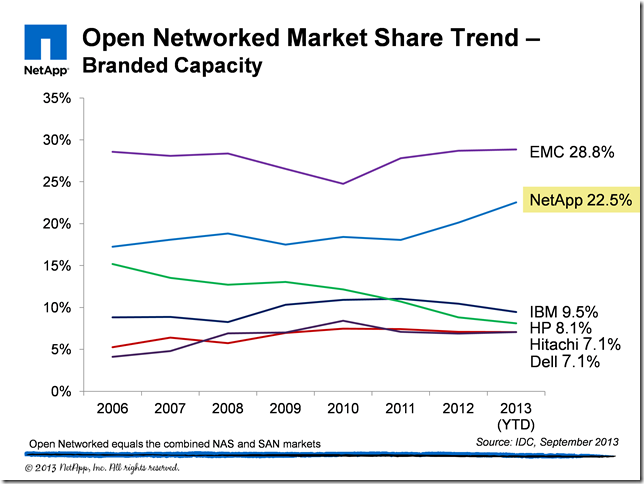 Open Networked Market Share Trend –
Branded Capacity
NetApp®
35%
30%
25%
20%
15%
10%
5%
0%
EMC 28.8%
NetApp 22.5%
IBM 9.5%
HP 8.1%
Hitachi 7.1%
Dell 7.1%
2006 2007 2008 2009 2010 2011 2012 2013
(YTD)
Open Networked equals the combined NAS and SAN markets
Source: IDC, September 2013
© 2013 NetApp, Inc. All rights reserved.